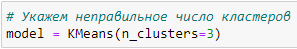 # Укажем неправильное число кластеров
model = KMeans(n_clusters=3)